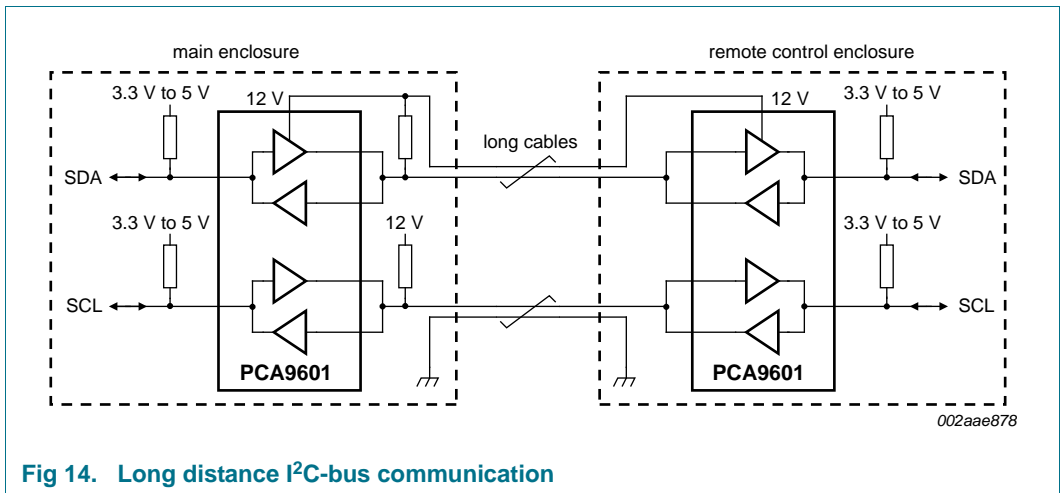 main enclosure
remote control enclosure
3.3 V to 5 V
12 V
12 V
3.3 V to 5 V
long cables
SDA
SDA
3.3 V to 5 V
12 V
3.3 V to 5 V
SCL
SCL
PCA9601
PCA9601
002aae878
Fig 14. Long distance I²C-bus communication